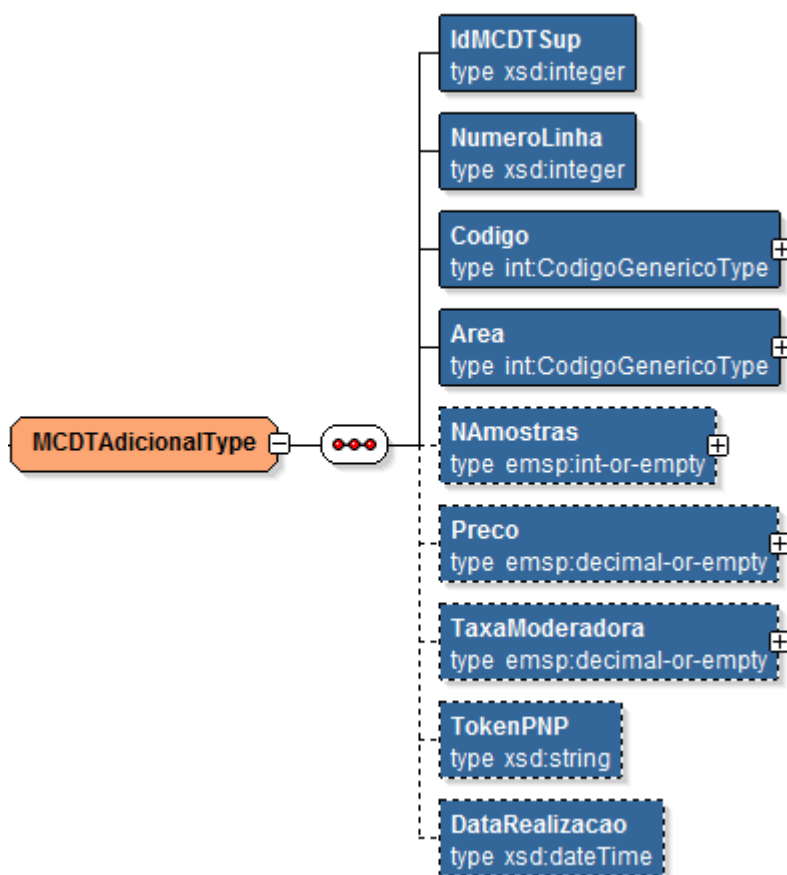 IdMCDTSup
type xsd:integer
NumeroLinha
type xsd:integer
Codigo
type int:CodigoGenericoType
Area
type int:CodigoGenericoType
MCDTAdicionalType
NAmostras
type emsp:int-or-empty
Preco
type emsp:decimal-or-empty
TaxaModeradora
type emsp:decimal-or-empty
TokenPNP
type xsd:string
DataRealizacao
type xsd:dateTime